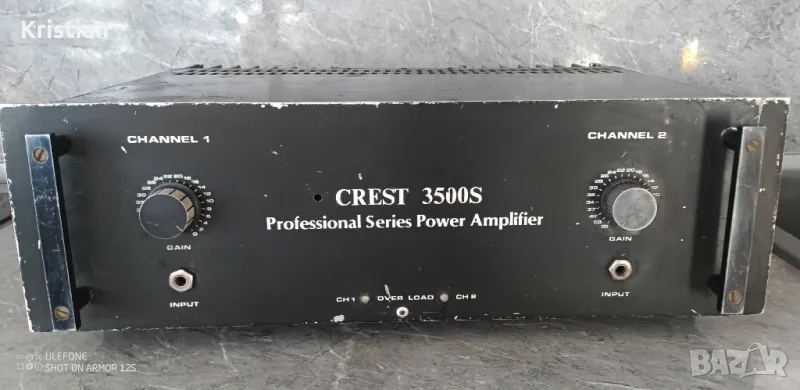 Kristian
CHANNEL 1
CHANNEL 2
CREST 3500S
Professional Series Power Amplifier
GAIN
GAIN
INPUT
INPUT
CH 1 OVER LOAD CH 2
ULEFONE
SHOT ON ARMOR 12S
BAZAR